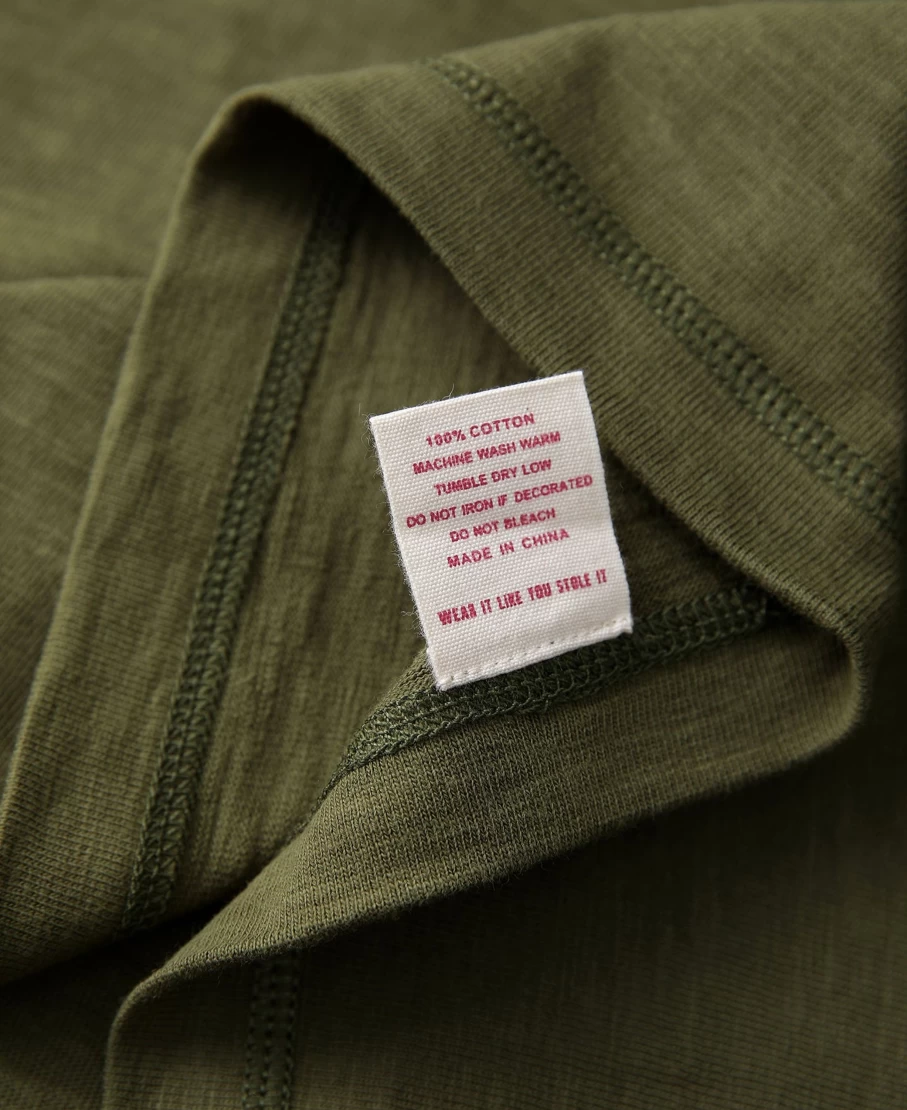 100% COTTON
MACHINE WASH WARM
TUMBLE DRY LOW
DO NOT IRON IF DECORATED
DO NOT BLEACH
MADE IN CHINA
WEAR IT LIKE YOU STOLE IT